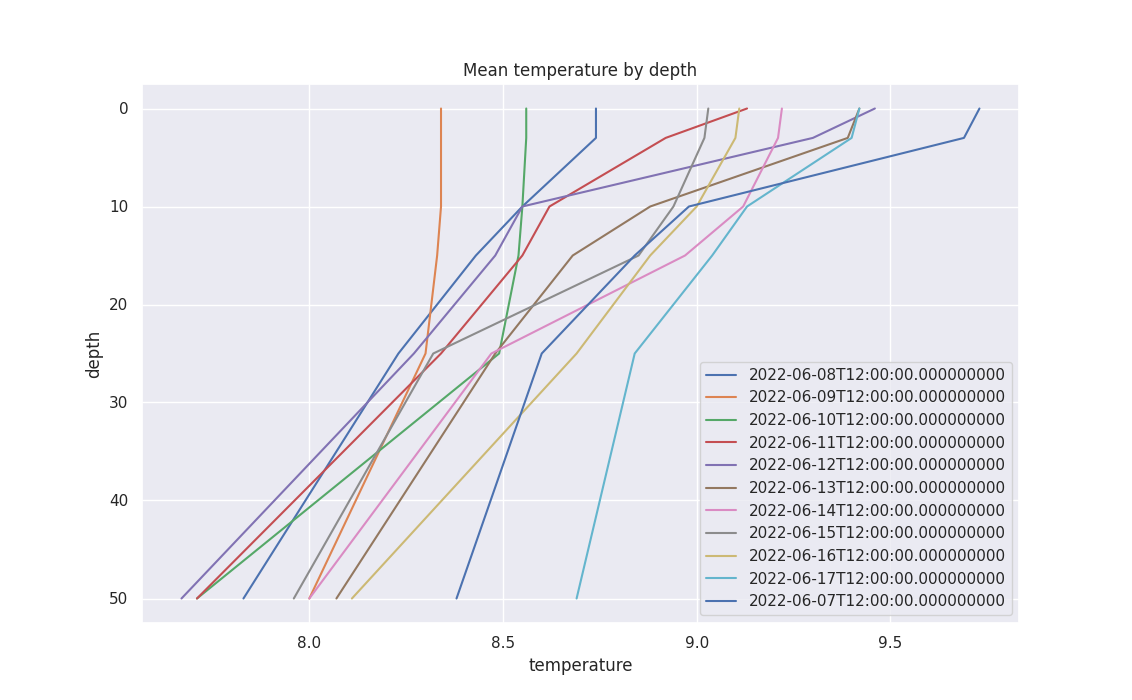 Mean temperature by depth
0
10
20
30
40
50
depth
8.0
8.5
9.0
9.5
temperature
2022-06-08T12:00:00.000000000
2022-06-09T12:00:00.000000000
2022-06-10T12:00:00.000000000
2022-06-11T12:00:00.000000000
2022-06-12T12:00:00.000000000
2022-06-13T12:00:00.000000000
2022-06-14T12:00:00.000000000
2022-06-15T12:00:00.000000000
2022-06-16T12:00:00.000000000
2022-06-17T12:00:00.000000000
2022-06-07T12:00:00.000000000